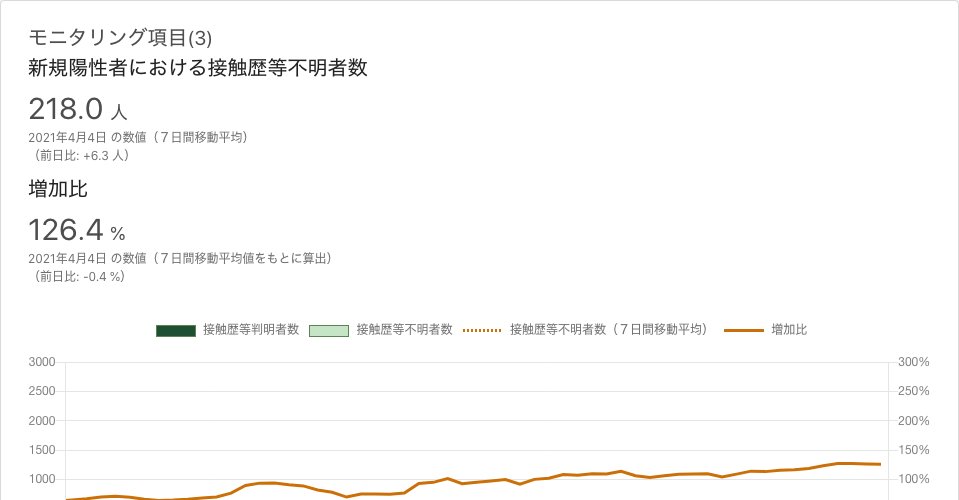 モニタリング項目(3)
新規陽性者における接触歴等不明者数
218.0 人
2021年4月4日 の数値（７日間移動平均）
（前日比: +6.3 人）
増加比
126.4 %
2021年4月4日 の数値（７日間移動平均値をもとに算出）
（前日比: -0.4 %）
接触歴等判明者数 接触歴等不明者数 接触歴等不明者数（７日間移動平均） 増加比
3000 300%
2500 250%
2000 200%
1500 150%
1000 100%